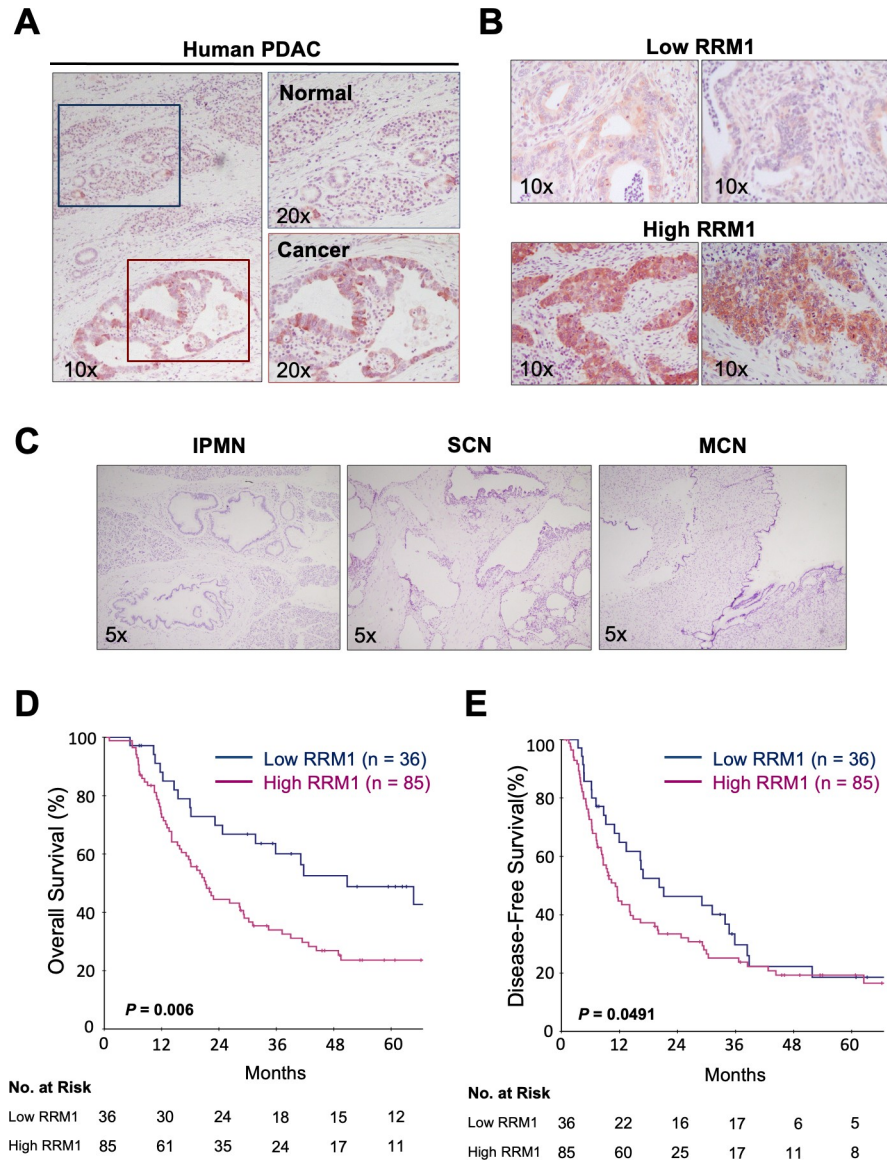 A
Human PDAC
Normal
20x
Cancer
10x
20x
B
Low RRM1
10x
10x
High RRM1
10x
10x
C
IPMN
SCN
MCN
5x
5x
5x
D
Overall Survival (%)
100
80
60
40
20
0
Low RRM1 (n = 36)
High RRM1 (n = 85)
P = 0.006
0 12 24 36 48 60
Months
No. at Risk
Low RRM1 36 30 24 18 15 12
High RRM1 85 61 35 24 17 11
E
Disease-Free Survival(%)
100
80
60
40
20
0
Low RRM1 (n = 36)
High RRM1 (n = 85)
P = 0.0491
0 12 24 36 48 60
Months
No. at Risk
Low RRM1 36 22 16 17 6 5
High RRM1 85 60 25 17 11 8